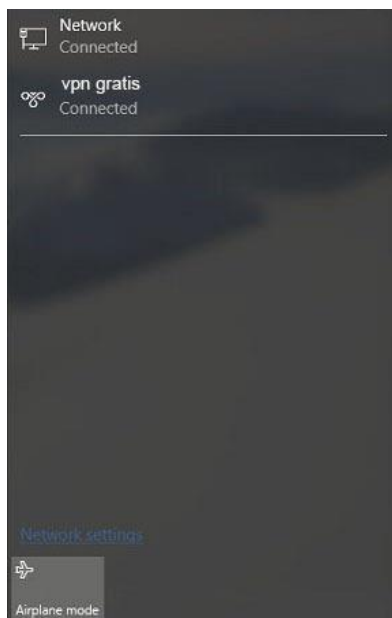 Network
Connected
vpn gratis
Connected
Network settings
Airplane mode